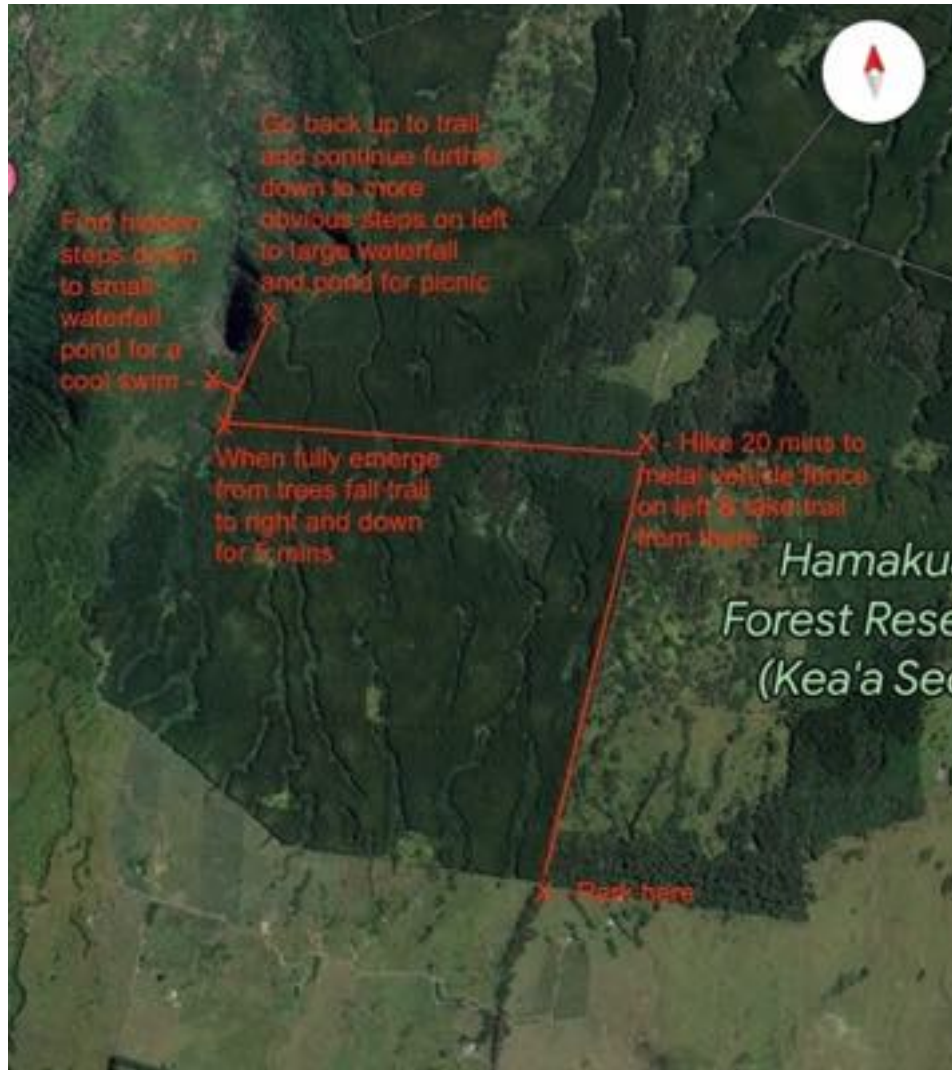 Go back up to trail
and continue further
down to more
obvious steps on left
to large waterfall
and pond for picnic
X
Find hidden
steps down
to small
waterfall
pond for a
cool swim - X
X
When fully emerge
from trees fall trail
to right and down
for 5 mins.
X - Hike 20 mins to
metal vehicle fence
on left & take trail
from there
Hamaku
Forest Rese
(Kea'a Sec
X - Park here